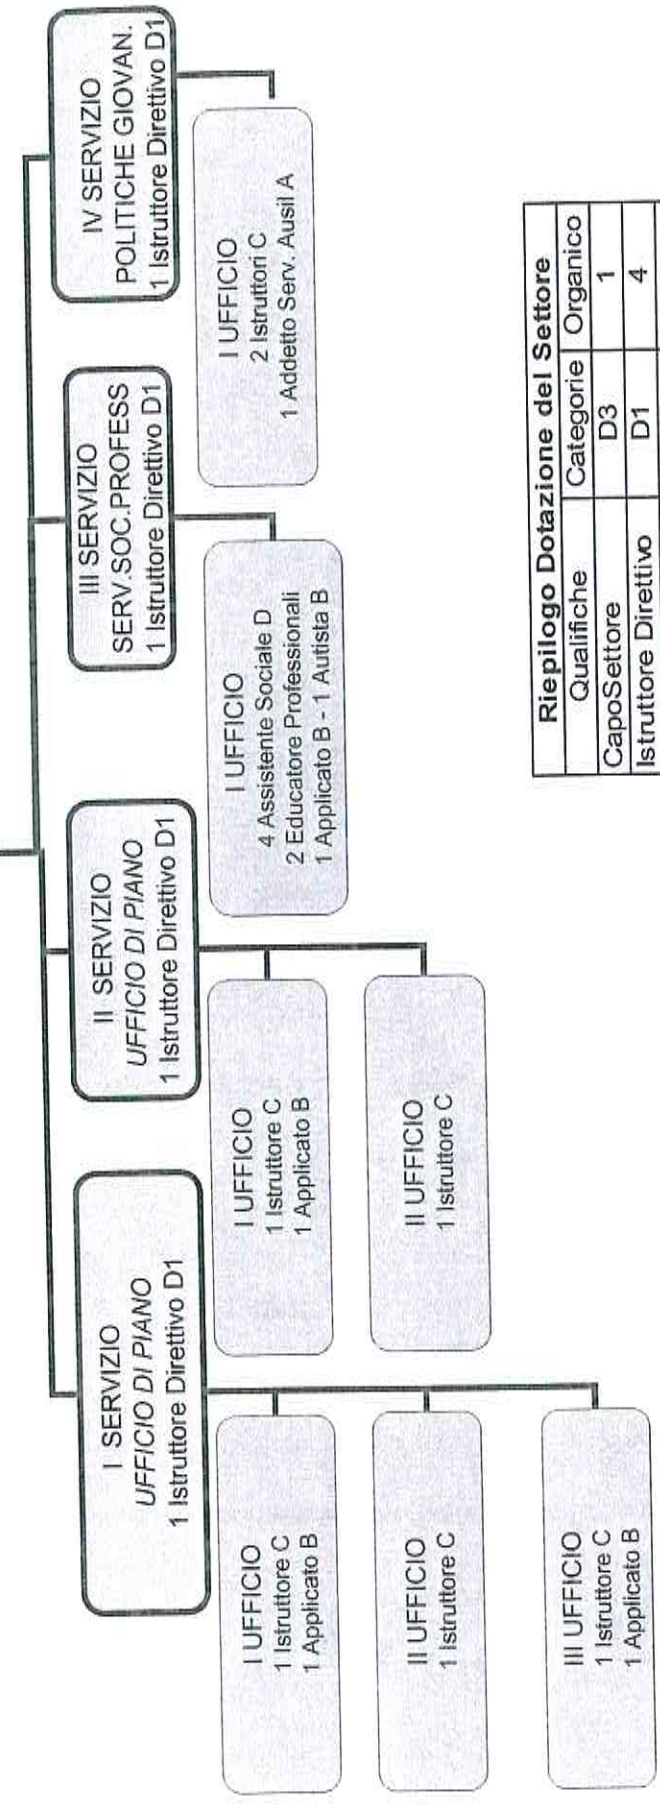 I SERVIZIO
UFFICIO DI PIANO
1 Istruttore Direttivo D1
I UFFICIO
1 Istruttore C
1 Applicato B
II UFFICIO
1 Istruttore C
III UFFICIO
1 Istruttore C
1 Applicato B
II SERVIZIO
UFFICIO DI PIANO
1 Istruttore Direttivo D1
I UFFICIO
1 Istruttore C
1 Applicato B
II UFFICIO
1 Istruttore C
III SERVIZIO
SERV.SOC.PROFESS
1 Istruttore Direttivo D1
I UFFICIO
4 Assistente Sociale D
2 Educatore Professionali
1 Applicato B - 1 Autista B
IV SERVIZIO
POLITICHE GIOVAN.
1 Istruttore Direttivo D1
I UFFICIO
2 Istruttori C
1 Addetto Serv. Ausil A
Riepilogo Dotazione del Settore
Qualifiche Categorie Organico
CapoSettore D3 1
Istruttore Direttivo D1 4